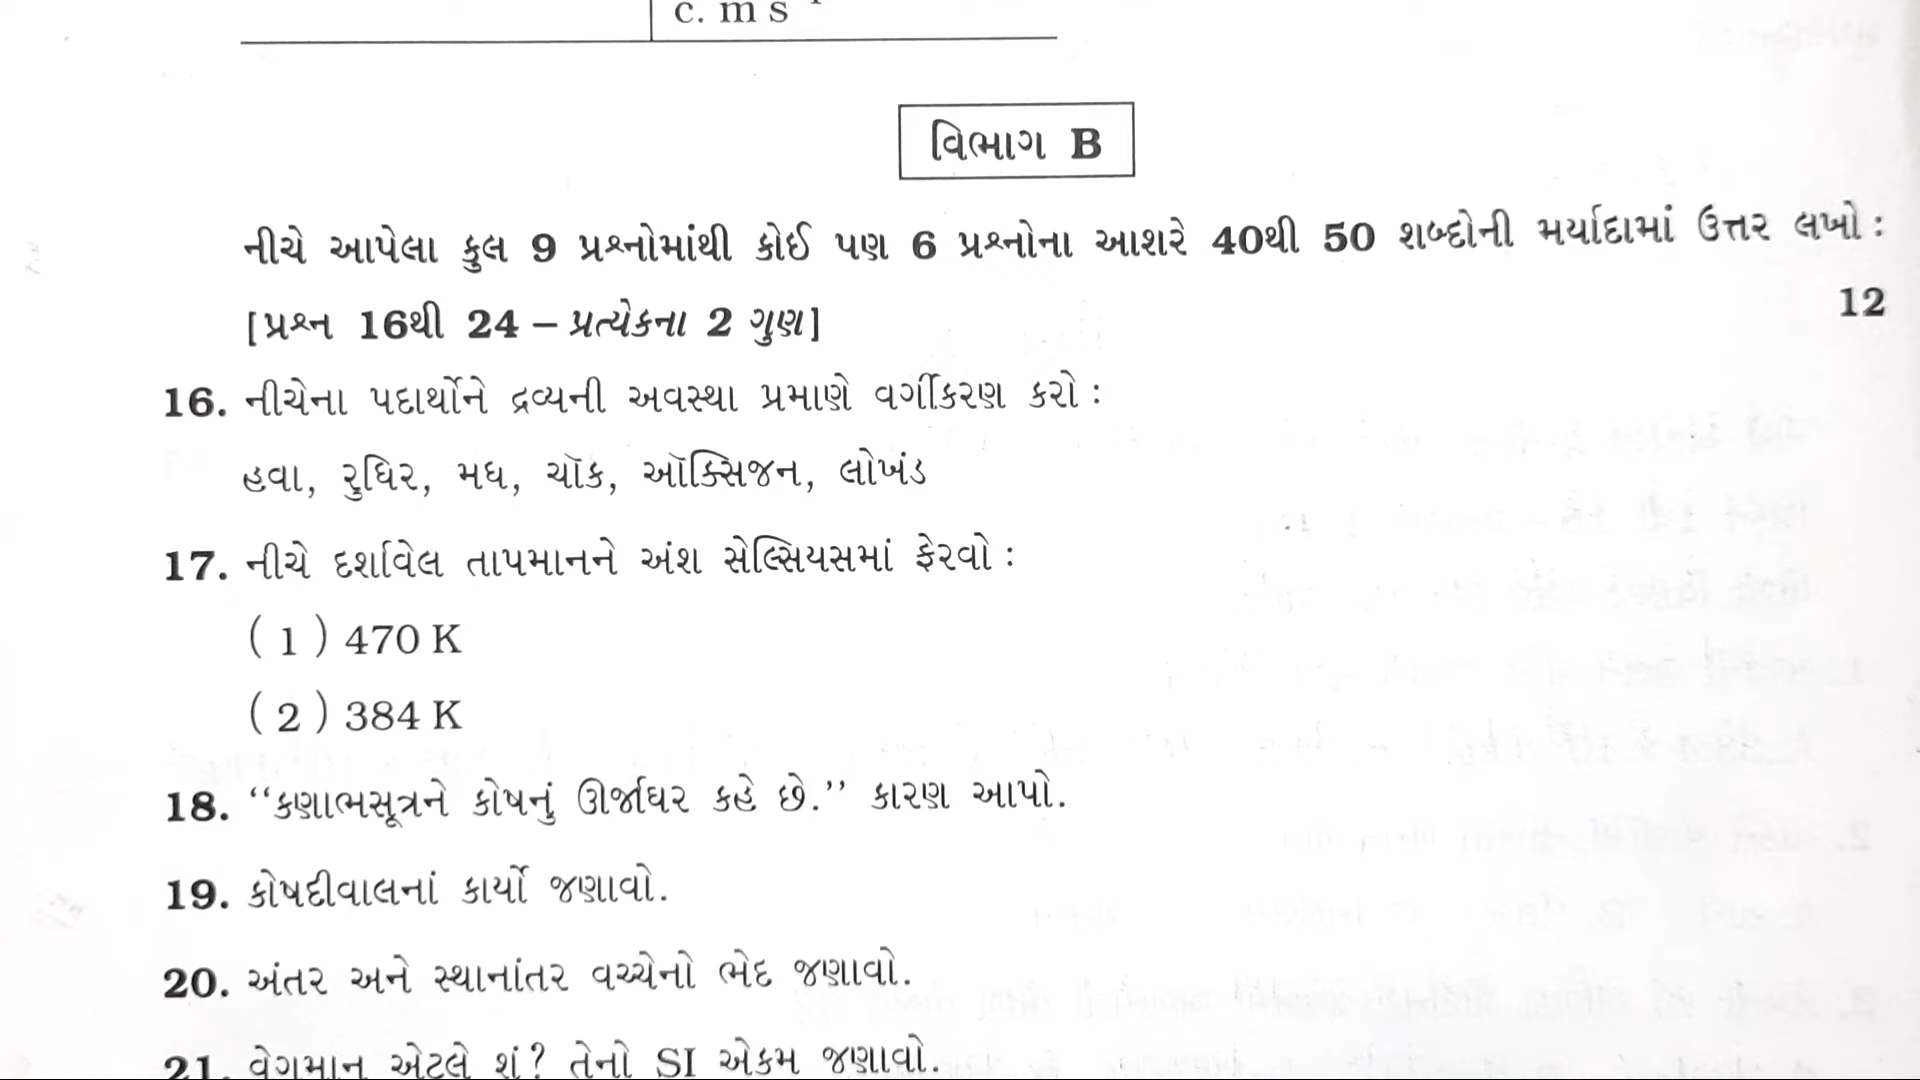 c. m s
વિભાગ B
નીચે આપેલા કુલ 9 પ્રશ્નોમાંથી કોઈ પણ 6 પ્રશ્નોના આશરે 40થી 50 શબ્દોની મર્યાદામાં ઉત્તર લખો :
[પ્રશ્ન 16થી 24 – પ્રત્યેકના 2 ગુણ] 12
16. નીચેના પદાર્થોને દ્રવ્યની અવસ્થા પ્રમાણે વર્ગીકરણ કરો :
હવા, રુધિર, મધ, ચૉક, ઑક્સિજન, લોખંડ
17. નીચે દર્શાવેલ તાપમાનને અંશ સેલ્સિયસમાં ફેરવો :
( 1 ) 470 K
( 2 ) 384 K
18. “કણાભસૂત્રને કોષનું ઊર્જાઘર કહે છે.” કારણ આપો.
19. કોષદીવાલનાં કાર્યો જણાવો.
20. અંતર અને સ્થાનાંતર વચ્ચેનો ભેદ જણાવો.
21. વેગમાન એટલે શું? તેનો SI એકમ જણાવો.